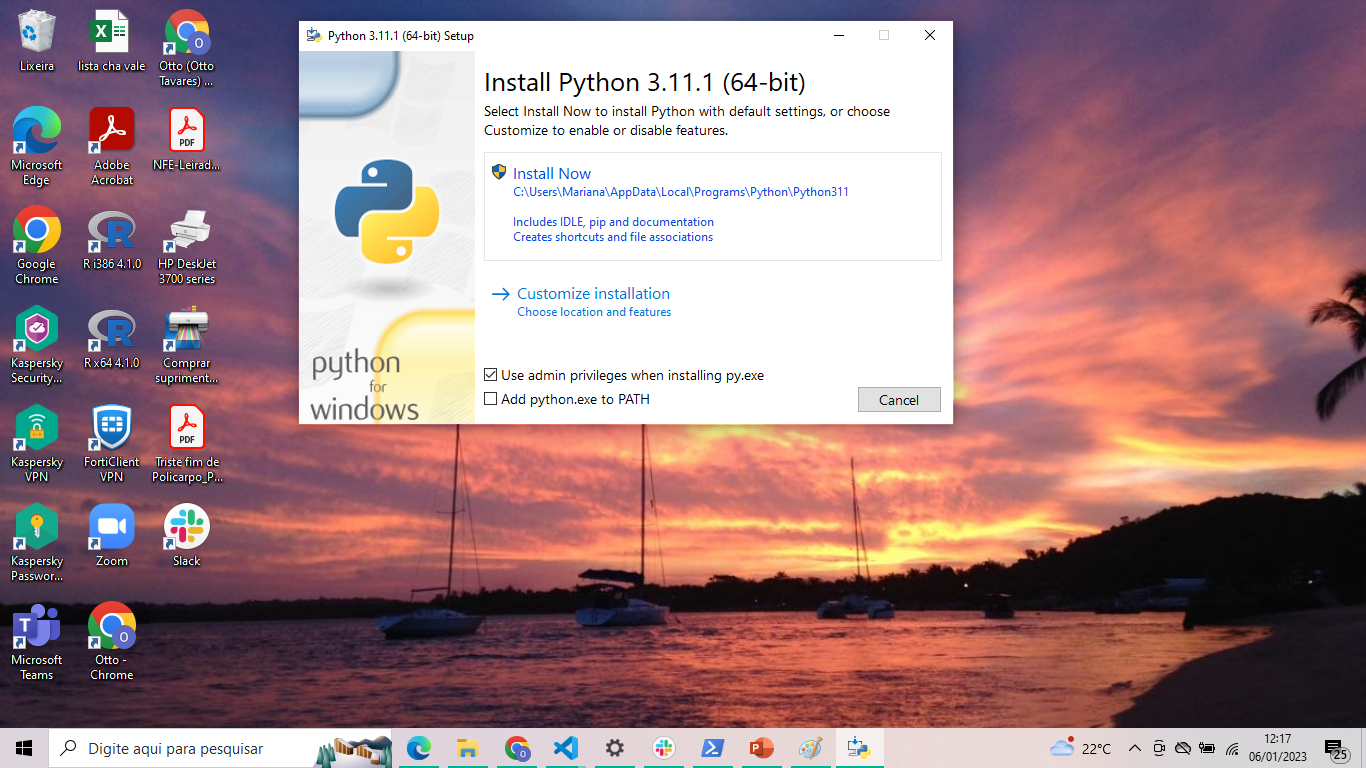 Lixeira
lista cha vale
Otto (Otto
Tavares) ...
Microsoft
Edge
Adobe
Acrobat
PDF
NFE-Leirad...
Google
Chrome
R i386 4.1.0
HP DeskJet
3700 series
Kaspersky
Security...
R x64 4.1.0
Comprar
supriment...
Kaspersky
VPN
FortiClient
VPN
PDF
Triste fim de
Policarpo_P...
Kaspersky
Passwor...
Zoom
Slack
Microsoft
Teams
Otto -
Chrome
Python 3.11.1 (64-bit) Setup
Install Python 3.11.1 (64-bit)
Select Install Now to install Python with default settings, or choose
Customize to enable or disable features.
Install Now
C:\Users\Mariana\AppData\Local\Programs\Python\Python311
Includes IDLE, pip and documentation
Creates shortcuts and file associations
Customize installation
Choose location and features
python
for
windows
Use admin privileges when installing py.exe
Add python.exe to PATH
Cancel
Digite aqui para pesquisar
22°C
12:17
06/01/2023
25